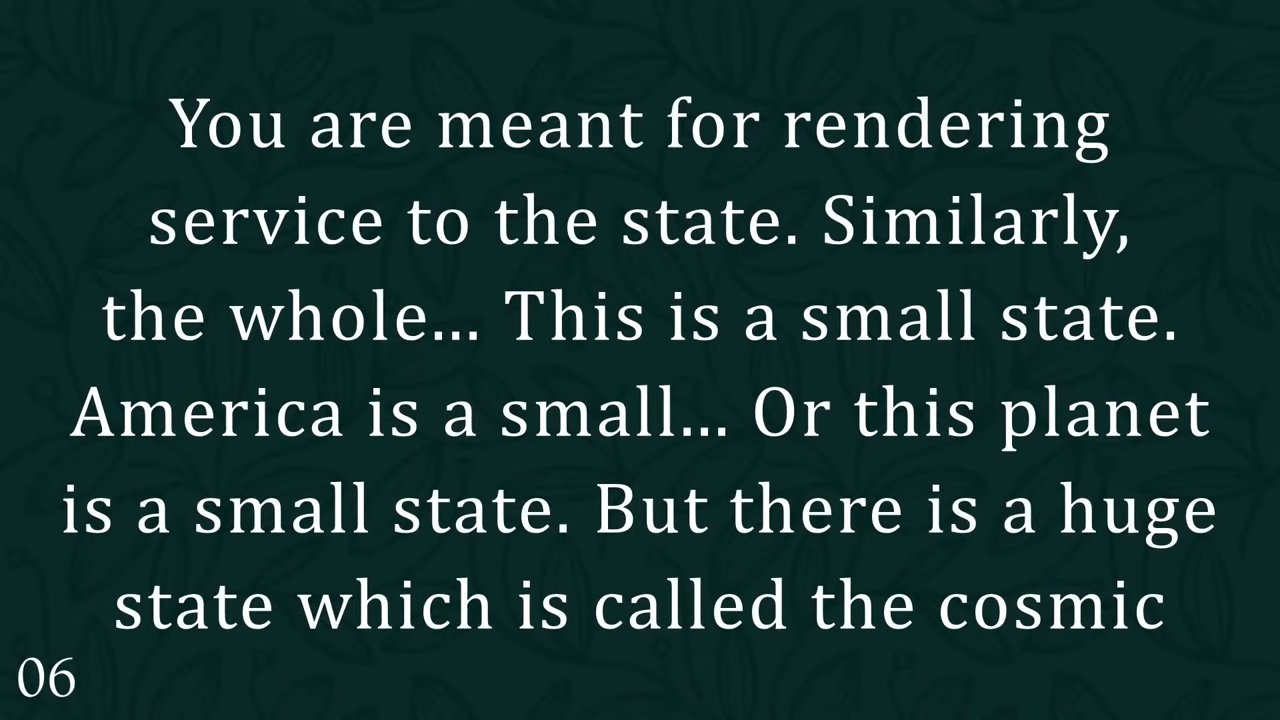 You are meant for rendering
service to the state. Similarly,
the whole... This is a small state.
America is a small... Or this planet
is a small state. But there is a huge
state which is called the cosmic
06